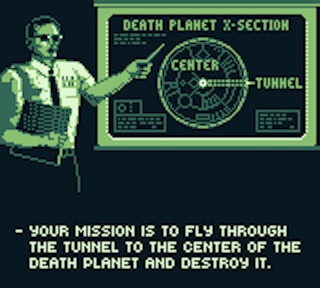 DEATH PLANET X-SECTION
CENTER
TUNNEL
- YOUR MISSION IS TO FLY THROUGH
THE TUNNEL TO THE CENTER OF THE
DEATH PLANET AND DESTROY IT.